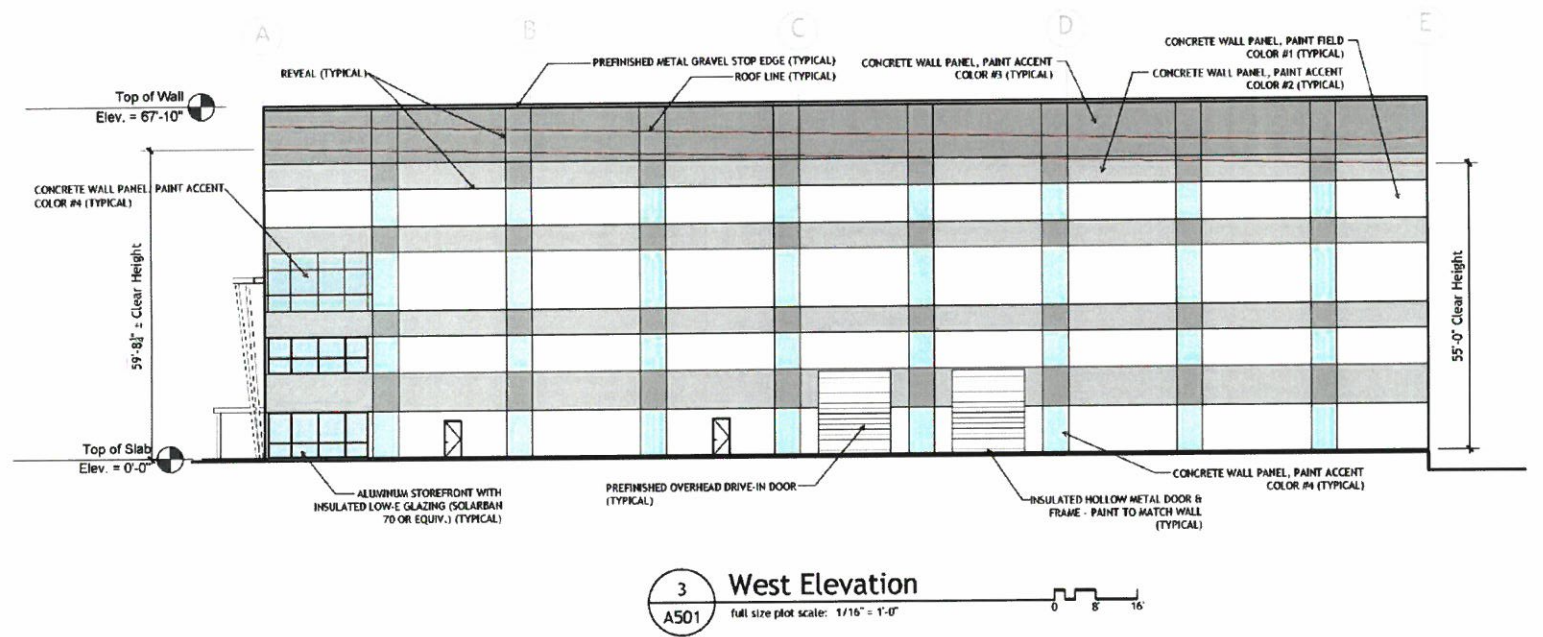 A
B
C
D
E
REVEAL (TYPICAL)
PREFINISHED METAL GRAVEL STOP EDGE (TYPICAL)
ROOF LINE (TYPICAL)
CONCRETE WALL PANEL, PAINT ACCENT
COLOR #3 (TYPICAL)
CONCRETE WALL PANEL, PAINT FIELD
COLOR #1 (TYPICAL)
CONCRETE WALL PANEL, PAINT ACCENT
COLOR #2 (TYPICAL)
Top of Wall
Elev. = 67'-10"
CONCRETE WALL PANEL, PAINT ACCENT
COLOR #4 (TYPICAL)
59'-8¾" ± Clear Height
55'-0" Clear Height
Top of Slab
Elev. = 0'-0"
ALUMINUM STOREFRONT WITH
INSULATED LOW-E GLAZING (SOLARBAN
70 OR EQUIV.) (TYPICAL)
PREFINISHED OVERHEAD DRIVE-IN DOOR
(TYPICAL)
INSULATED HOLLOW METAL DOOR &
FRAME - PAINT TO MATCH WALL
(TYPICAL)
CONCRETE WALL PANEL, PAINT ACCENT
COLOR #4 (TYPICAL)
3
A501
West Elevation
full size plot scale: 1/16" = 1'-0"
0 8' 16'